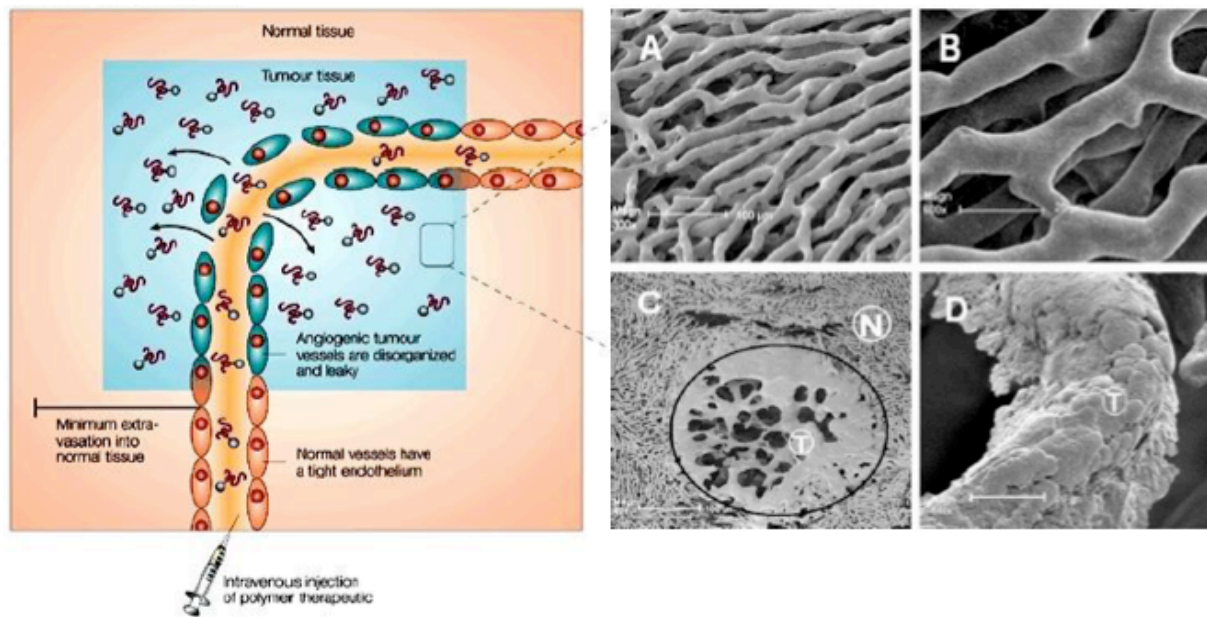 Normal tissue
Tumour tissue
Angiogenic tumour
vessels are disorganized
and leaky
Minimum extra-
vasation into
normal tissue
Normal vessels have
a tight endothelium
Intravenous injection
of polymer therapeutic
A
B
C
N
T
D
T